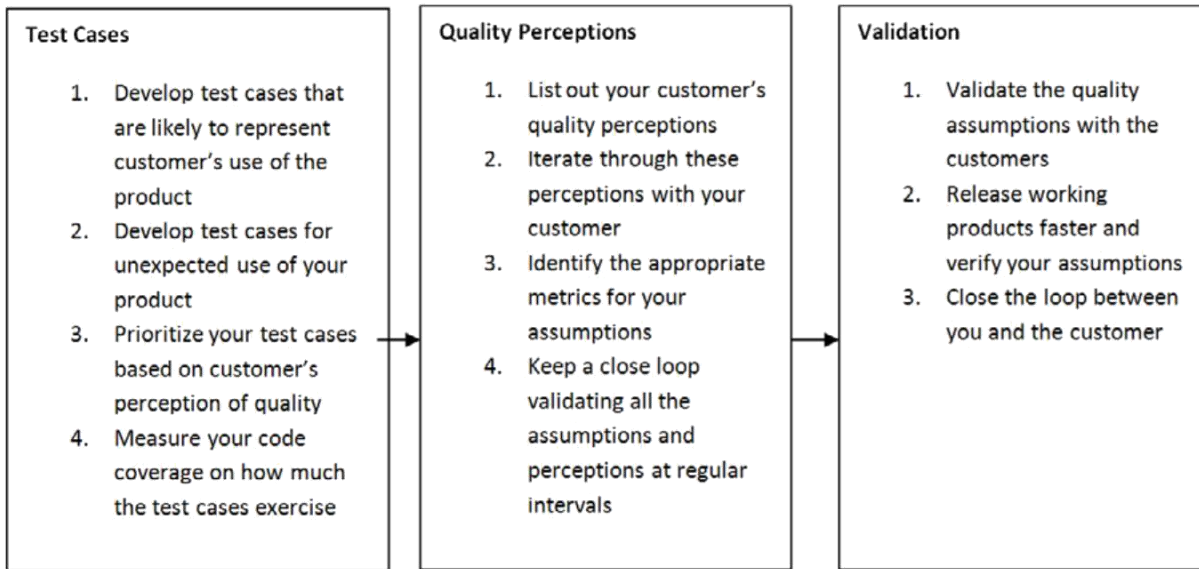 Test Cases
1. Develop test cases that
are likely to represent
customer's use of the
product
2. Develop test cases for
unexpected use of your
product
3. Prioritize your test cases
based on customer's
perception of quality
4. Measure your code
coverage on how much
the test cases exercise
Quality Perceptions
1. List out your customer's
quality perceptions
2. Iterate through these
perceptions with your
customer
3. Identify the appropriate
metrics for your
assumptions
4. Keep a close loop
validating all the
assumptions and
perceptions at regular
intervals
Validation
1. Validate the quality
assumptions with the
customers
2. Release working
products faster and
verify your assumptions
3. Close the loop between
you and the customer